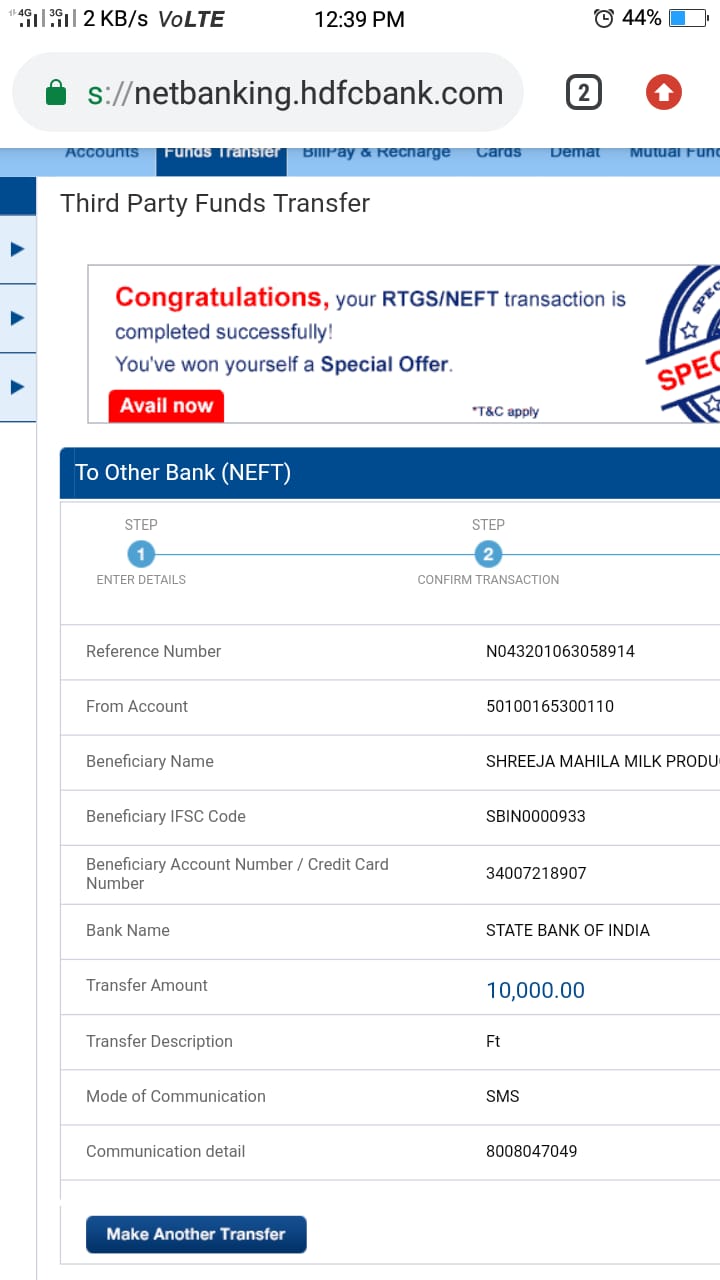 4G 3G 2 KB/s VoLTE 12:39 PM 44%
s://netbanking.hdfcbank.com 2
Accounts Funds Transfer BillPay & Recharge Cards Demat Mutual Fund
Third Party Funds Transfer
Congratulations, your RTGS/NEFT transaction is
completed successfully!
You've won yourself a Special Offer.
Avail now
*T&C apply
SPEC
SPEC
To Other Bank (NEFT)
STEP STEP
1 2
ENTER DETAILS CONFIRM TRANSACTION
Reference Number N043201063058914
From Account 50100165300110
Beneficiary Name SHREEJA MAHILA MILK PRODU
Beneficiary IFSC Code SBIN0000933
Beneficiary Account Number / Credit Card
Number 34007218907
Bank Name STATE BANK OF INDIA
Transfer Amount 10,000.00
Transfer Description Ft
Mode of Communication SMS
Communication detail 8008047049
Make Another Transfer